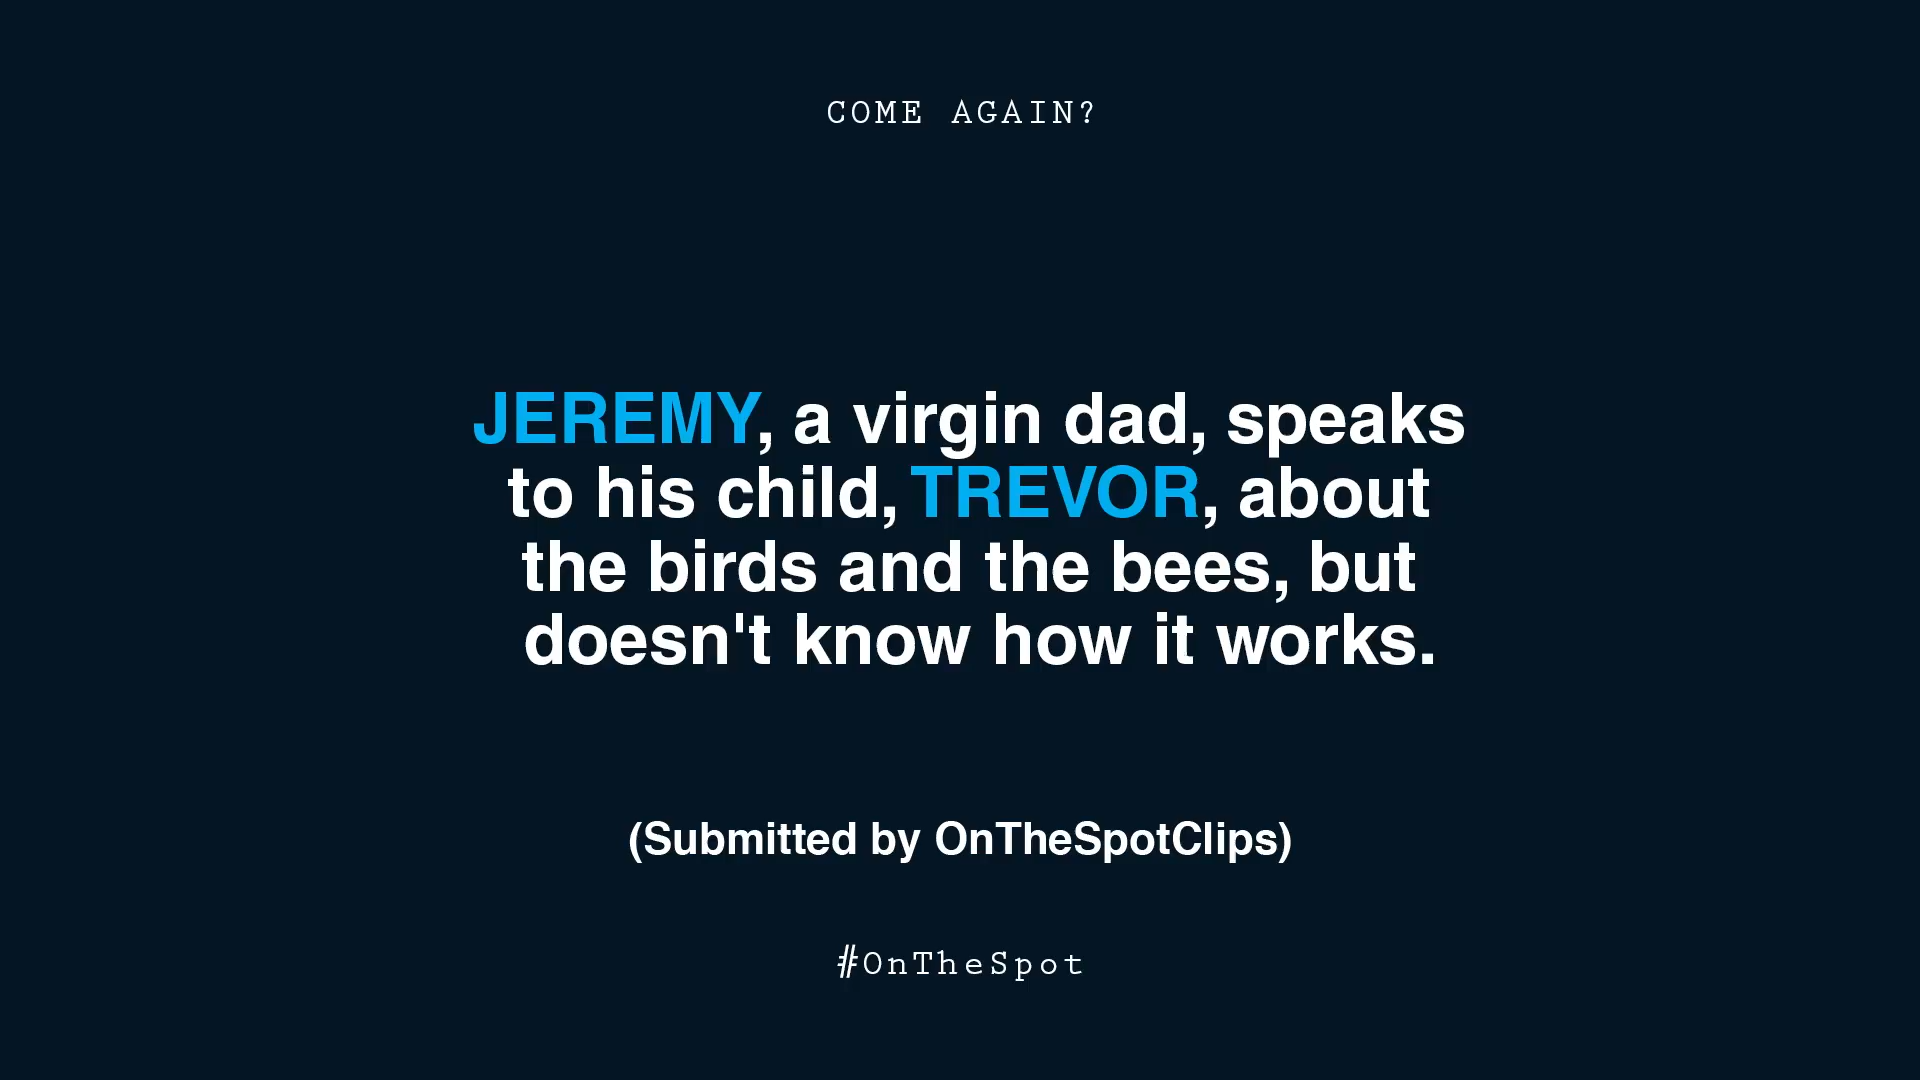 COME AGAIN?
JEREMY, a virgin dad, speaks
to his child, TREVOR, about
the birds and the bees, but
doesn't know how it works.
(Submitted by OnTheSpotClips)
#OnTheSpot